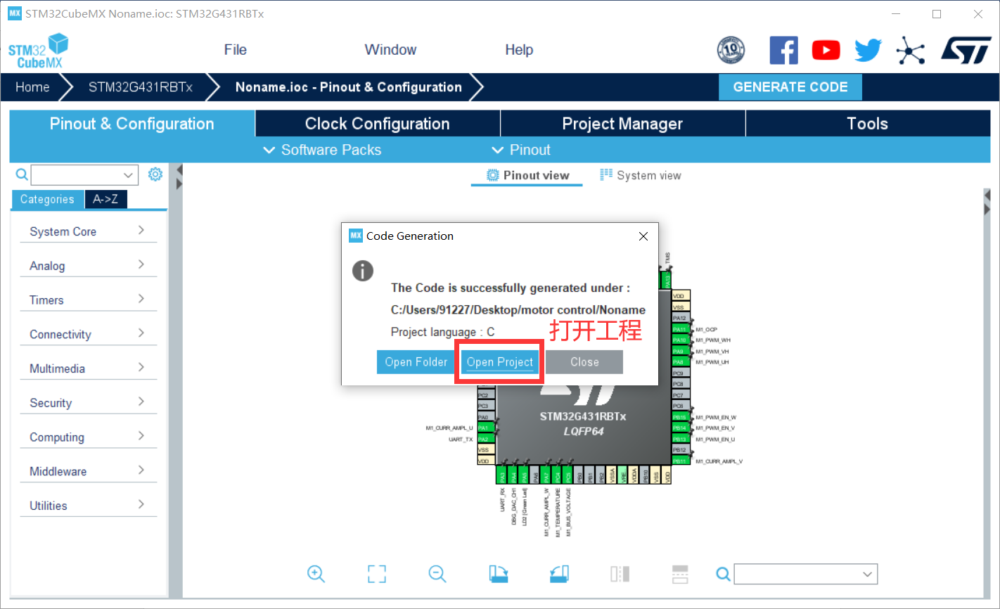 MX STM32CubeMX Noname.ioc: STM32G431RBTx
STM32
CubeMX
File
Window
Help
10
Home
STM32G431RBTx
Noname.ioc - Pinout & Configuration
GENERATE CODE
Pinout & Configuration
Clock Configuration
Project Manager
Tools
Software Packs
Pinout
Pinout view
System view
Categories
A->Z
System Core
Analog
Timers
Connectivity
Multimedia
Security
Computing
Middleware
Utilities
MX Code Generation
The Code is successfully generated under :
C:/Users/91227/Desktop/motor control/Noname
Project language : C
打开工程
Open Folder
Open Project
Close
TMS
PA13
VDD
VSS
PA12
PA11 M1_OCP
PA10 M1_PWM_WH
PA9 M1_PWM_VH
PA8 M1_PWM_UH
PC9
PC8
PC7
PC6
PB15 M1_PWM_EN_W
PB14 M1_PWM_EN_V
PB13 M1_PWM_EN_U
PB12
PB11 M1_CURR_AMPL_V
PC2
PC3
PA0
M1_CURR_AMPL_U PA1
UART_TX PA2
VSS
VDD
STM32G431RBTx
LQFP64
PA3
PA4
PA5
PA6
PA7
PC4
PC5
PB0
PB1
PB2
VSSA
VRE..
VDDA
PB10
VSS
VDD
UART_RX
DBG_DAC_CH1
LD2 [Green Led]
M1_CURR_AMPL_W
M1_TEMPERATURE
M1_BUS_VOLTAGE